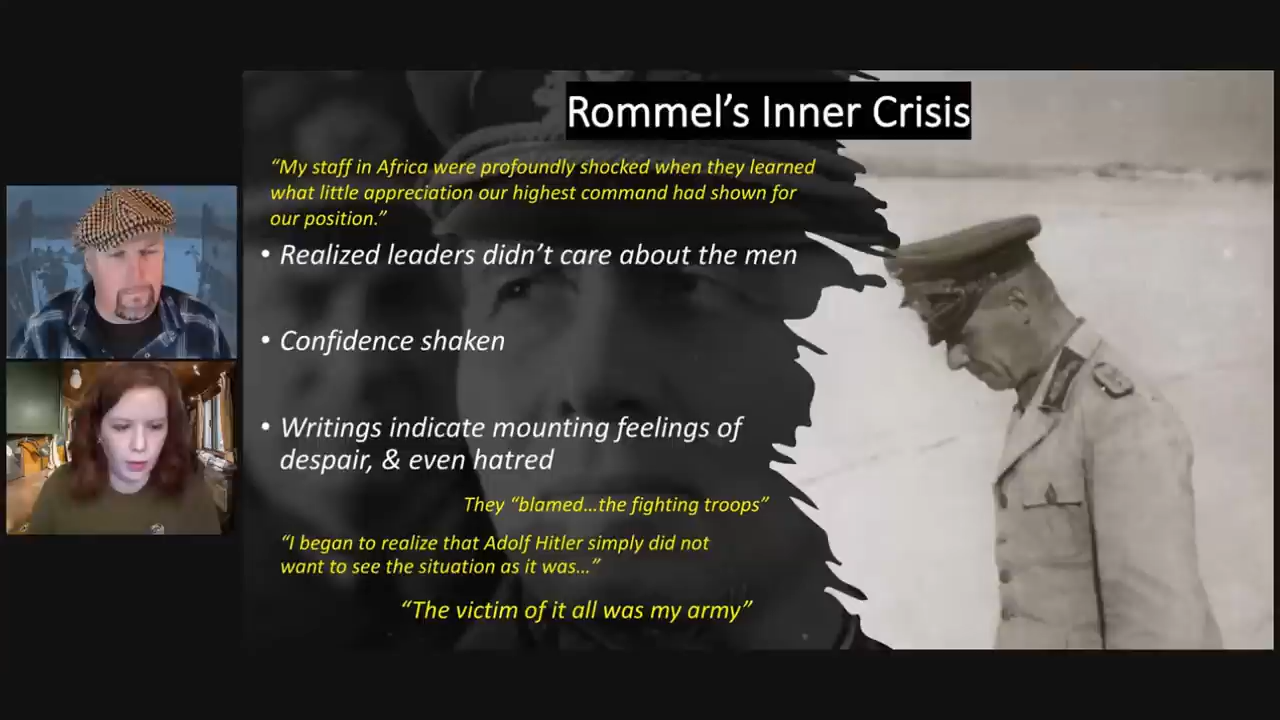 Rommel’s Inner Crisis
“My staff in Africa were profoundly shocked when they learned
what little appreciation our highest command had shown for
our position.”
• Realized leaders didn’t care about the men
• Confidence shaken
• Writings indicate mounting feelings of
despair, & even hatred
They “blamed…the fighting troops”
“I began to realize that Adolf Hitler simply did not
want to see the situation as it was…”
“The victim of it all was my army”